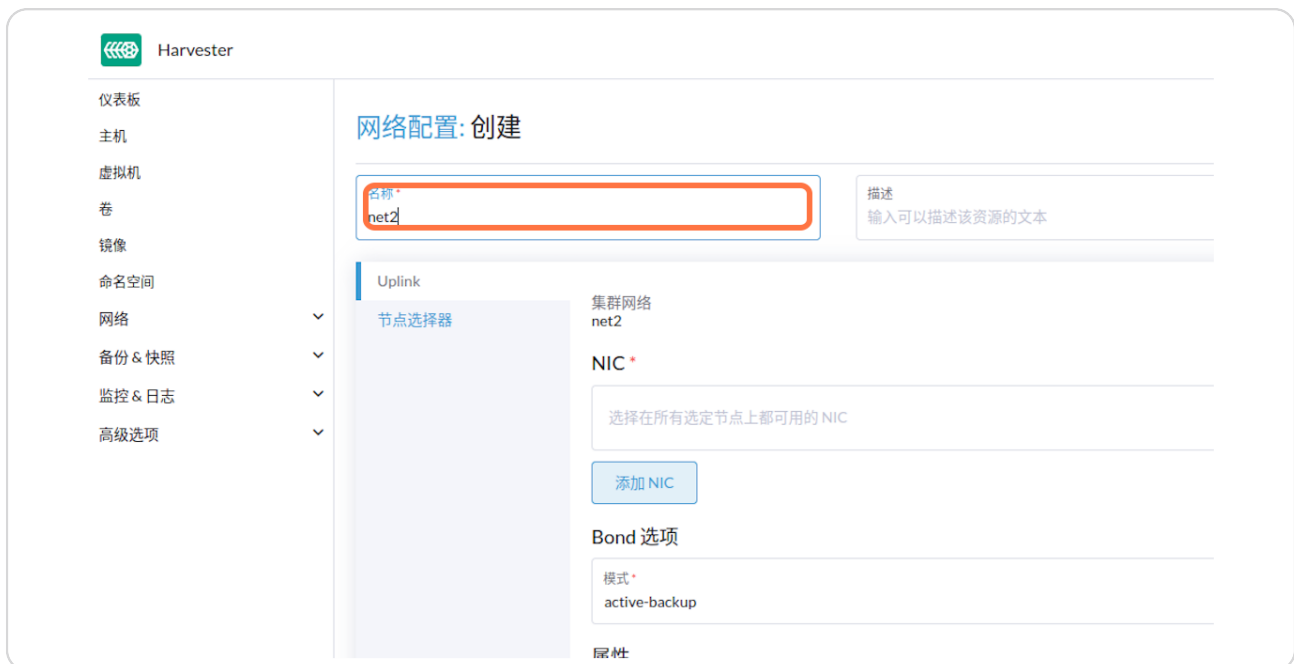 Harvester
仪表板
主机
虚拟机
卷
镜像
命名空间
网络
备份 & 快照
监控 & 日志
高级选项
网络配置: 创建
名称 *
net2
描述
输入可以描述该资源的文本
Uplink
节点选择器
集群网络
net2
NIC *
选择在所有选定节点上都可用的 NIC
添加 NIC
Bond 选项
模式 *
active-backup
属性